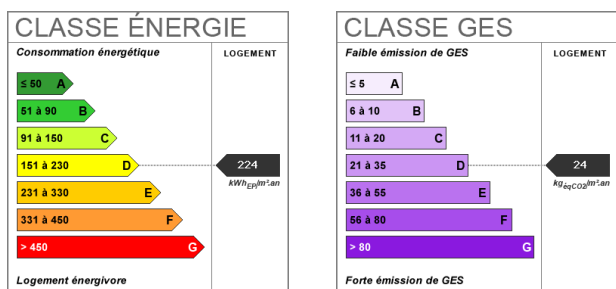 CLASSE ÉNERGIE
Consommation énergétique
LOGEMENT
≤ 50 A
51 à 90 B
91 à 150 C
151 à 230 D
224
kWhEP/m².an
231 à 330 E
331 à 450 F
> 450 G
Logement énergivore
CLASSE GES
Faible émission de GES
LOGEMENT
≤ 5 A
6 à 10 B
11 à 20 C
21 à 35 D
24
kgéqCO2/m².an
36 à 55 E
56 à 80 F
> 80 G
Forte émission de GES